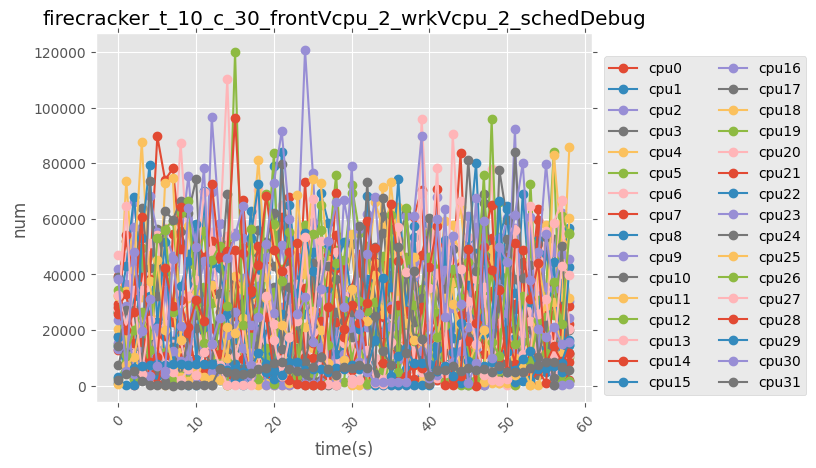 firecracker_t_10_c_30_frontVcpu_2_wrkVcpu_2_schedDebug
120000
100000
80000
60000
40000
20000
0
num
0
10
20
30
40
50
60
time(s)
cpu0
cpu1
cpu2
cpu3
cpu4
cpu5
cpu6
cpu7
cpu8
cpu9
cpu10
cpu11
cpu12
cpu13
cpu14
cpu15
cpu16
cpu17
cpu18
cpu19
cpu20
cpu21
cpu22
cpu23
cpu24
cpu25
cpu26
cpu27
cpu28
cpu29
cpu30
cpu31